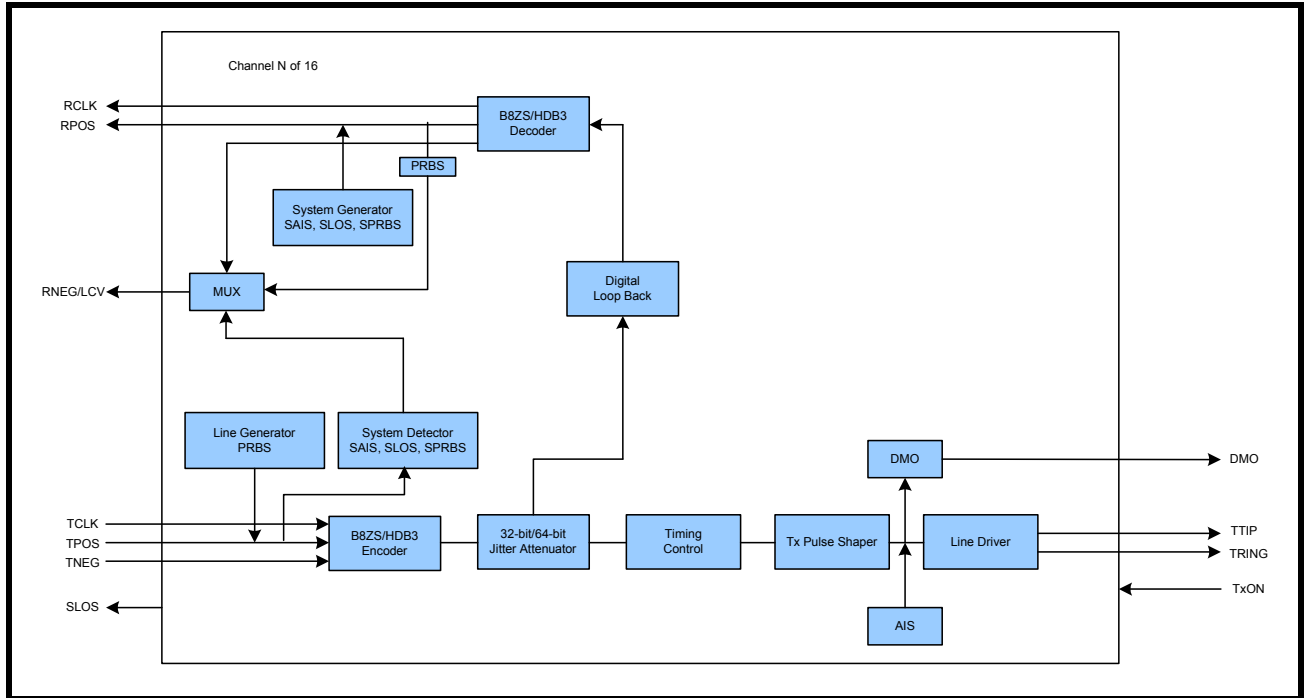 Channel N of 16
RCLK
RPOS
B8ZS/HDB3
Decoder
PRBS
System Generator
SAIS, SLOS, SPRBS
RNEG/LCV
MUX
Digital
Loop Back
Line Generator
PRBS
System Detector
SAIS, SLOS, SPRBS
DMO
DMO
TCLK
TPOS
TNEG
B8ZS/HDB3
Encoder
32-bit/64-bit
Jitter Attenuator
Timing
Control
Tx Pulse Shaper
Line Driver
TTIP
TRING
SLOS
TxON
AIS